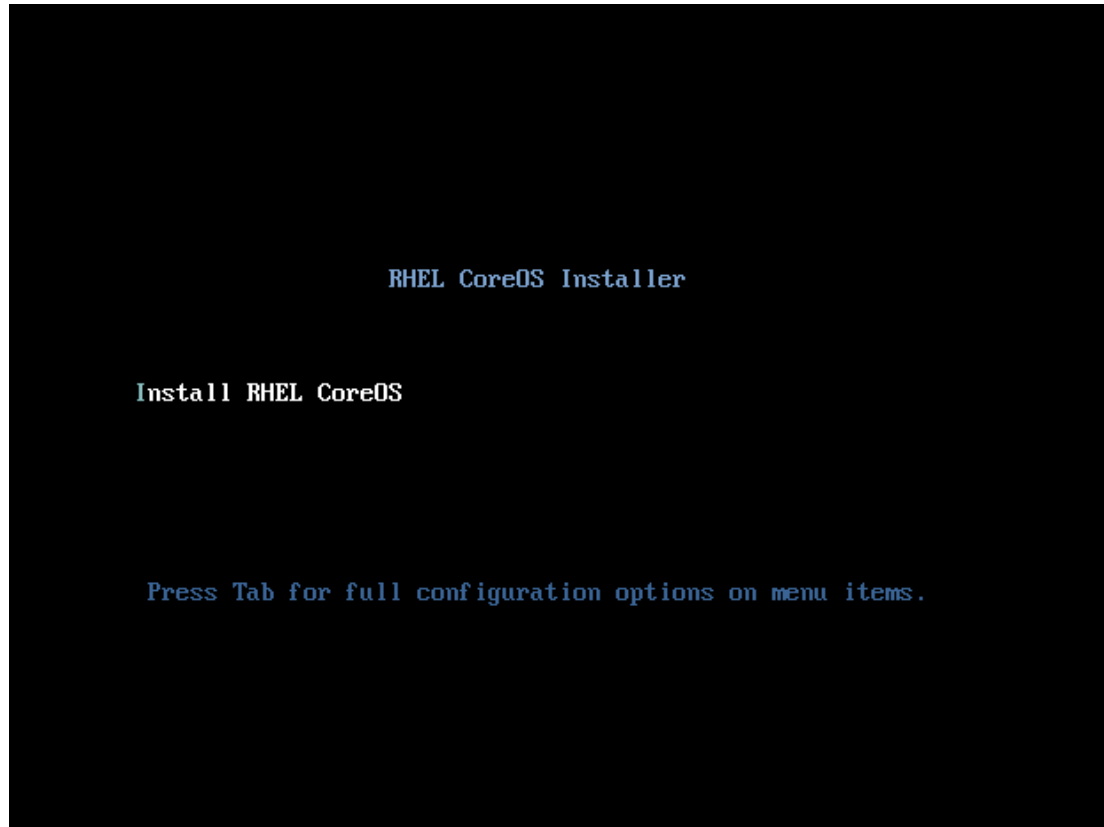 RHEL CoreOS Installer
Install RHEL CoreOS
Press Tab for full configuration options on menu items.